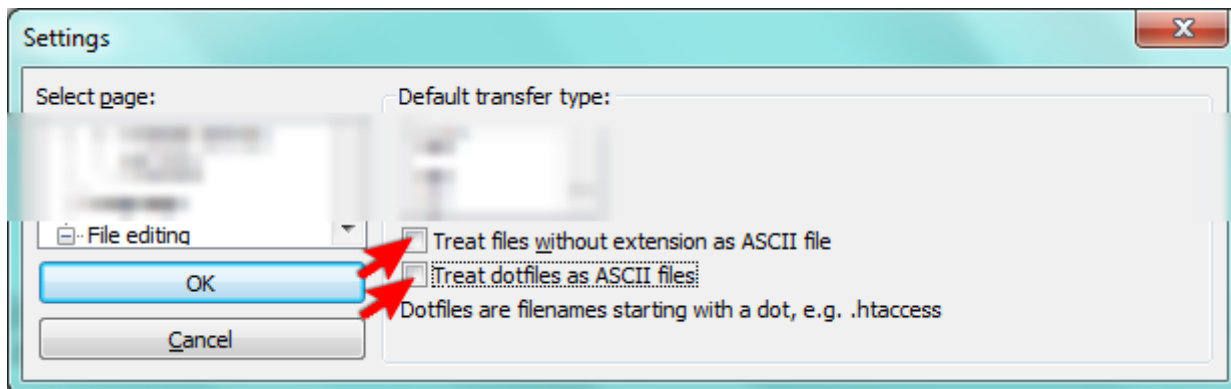 Settings
Select page:
Default transfer type:
File editing
Treat files without extension as ASCII file
OK
Treat dotfiles as ASCII files
Dotfiles are filenames starting with a dot, e.g. .htaccess
Cancel